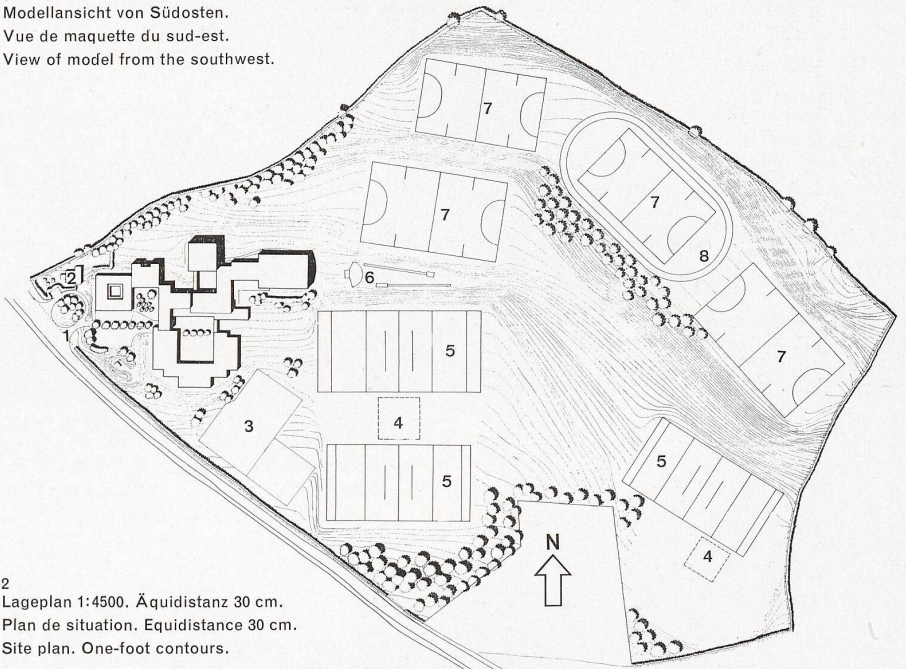 Modellansicht von Südosten.
Vue de maquette du sud-est.
View of model from the southwest.
7
7
7
8
2
6
1
5
7
3
4
5
5
4
N
2
Lageplan 1:4500. Äquidistanz 30 cm.
Plan de situation. Equidistance 30 cm.
Site plan. One-foot contours.